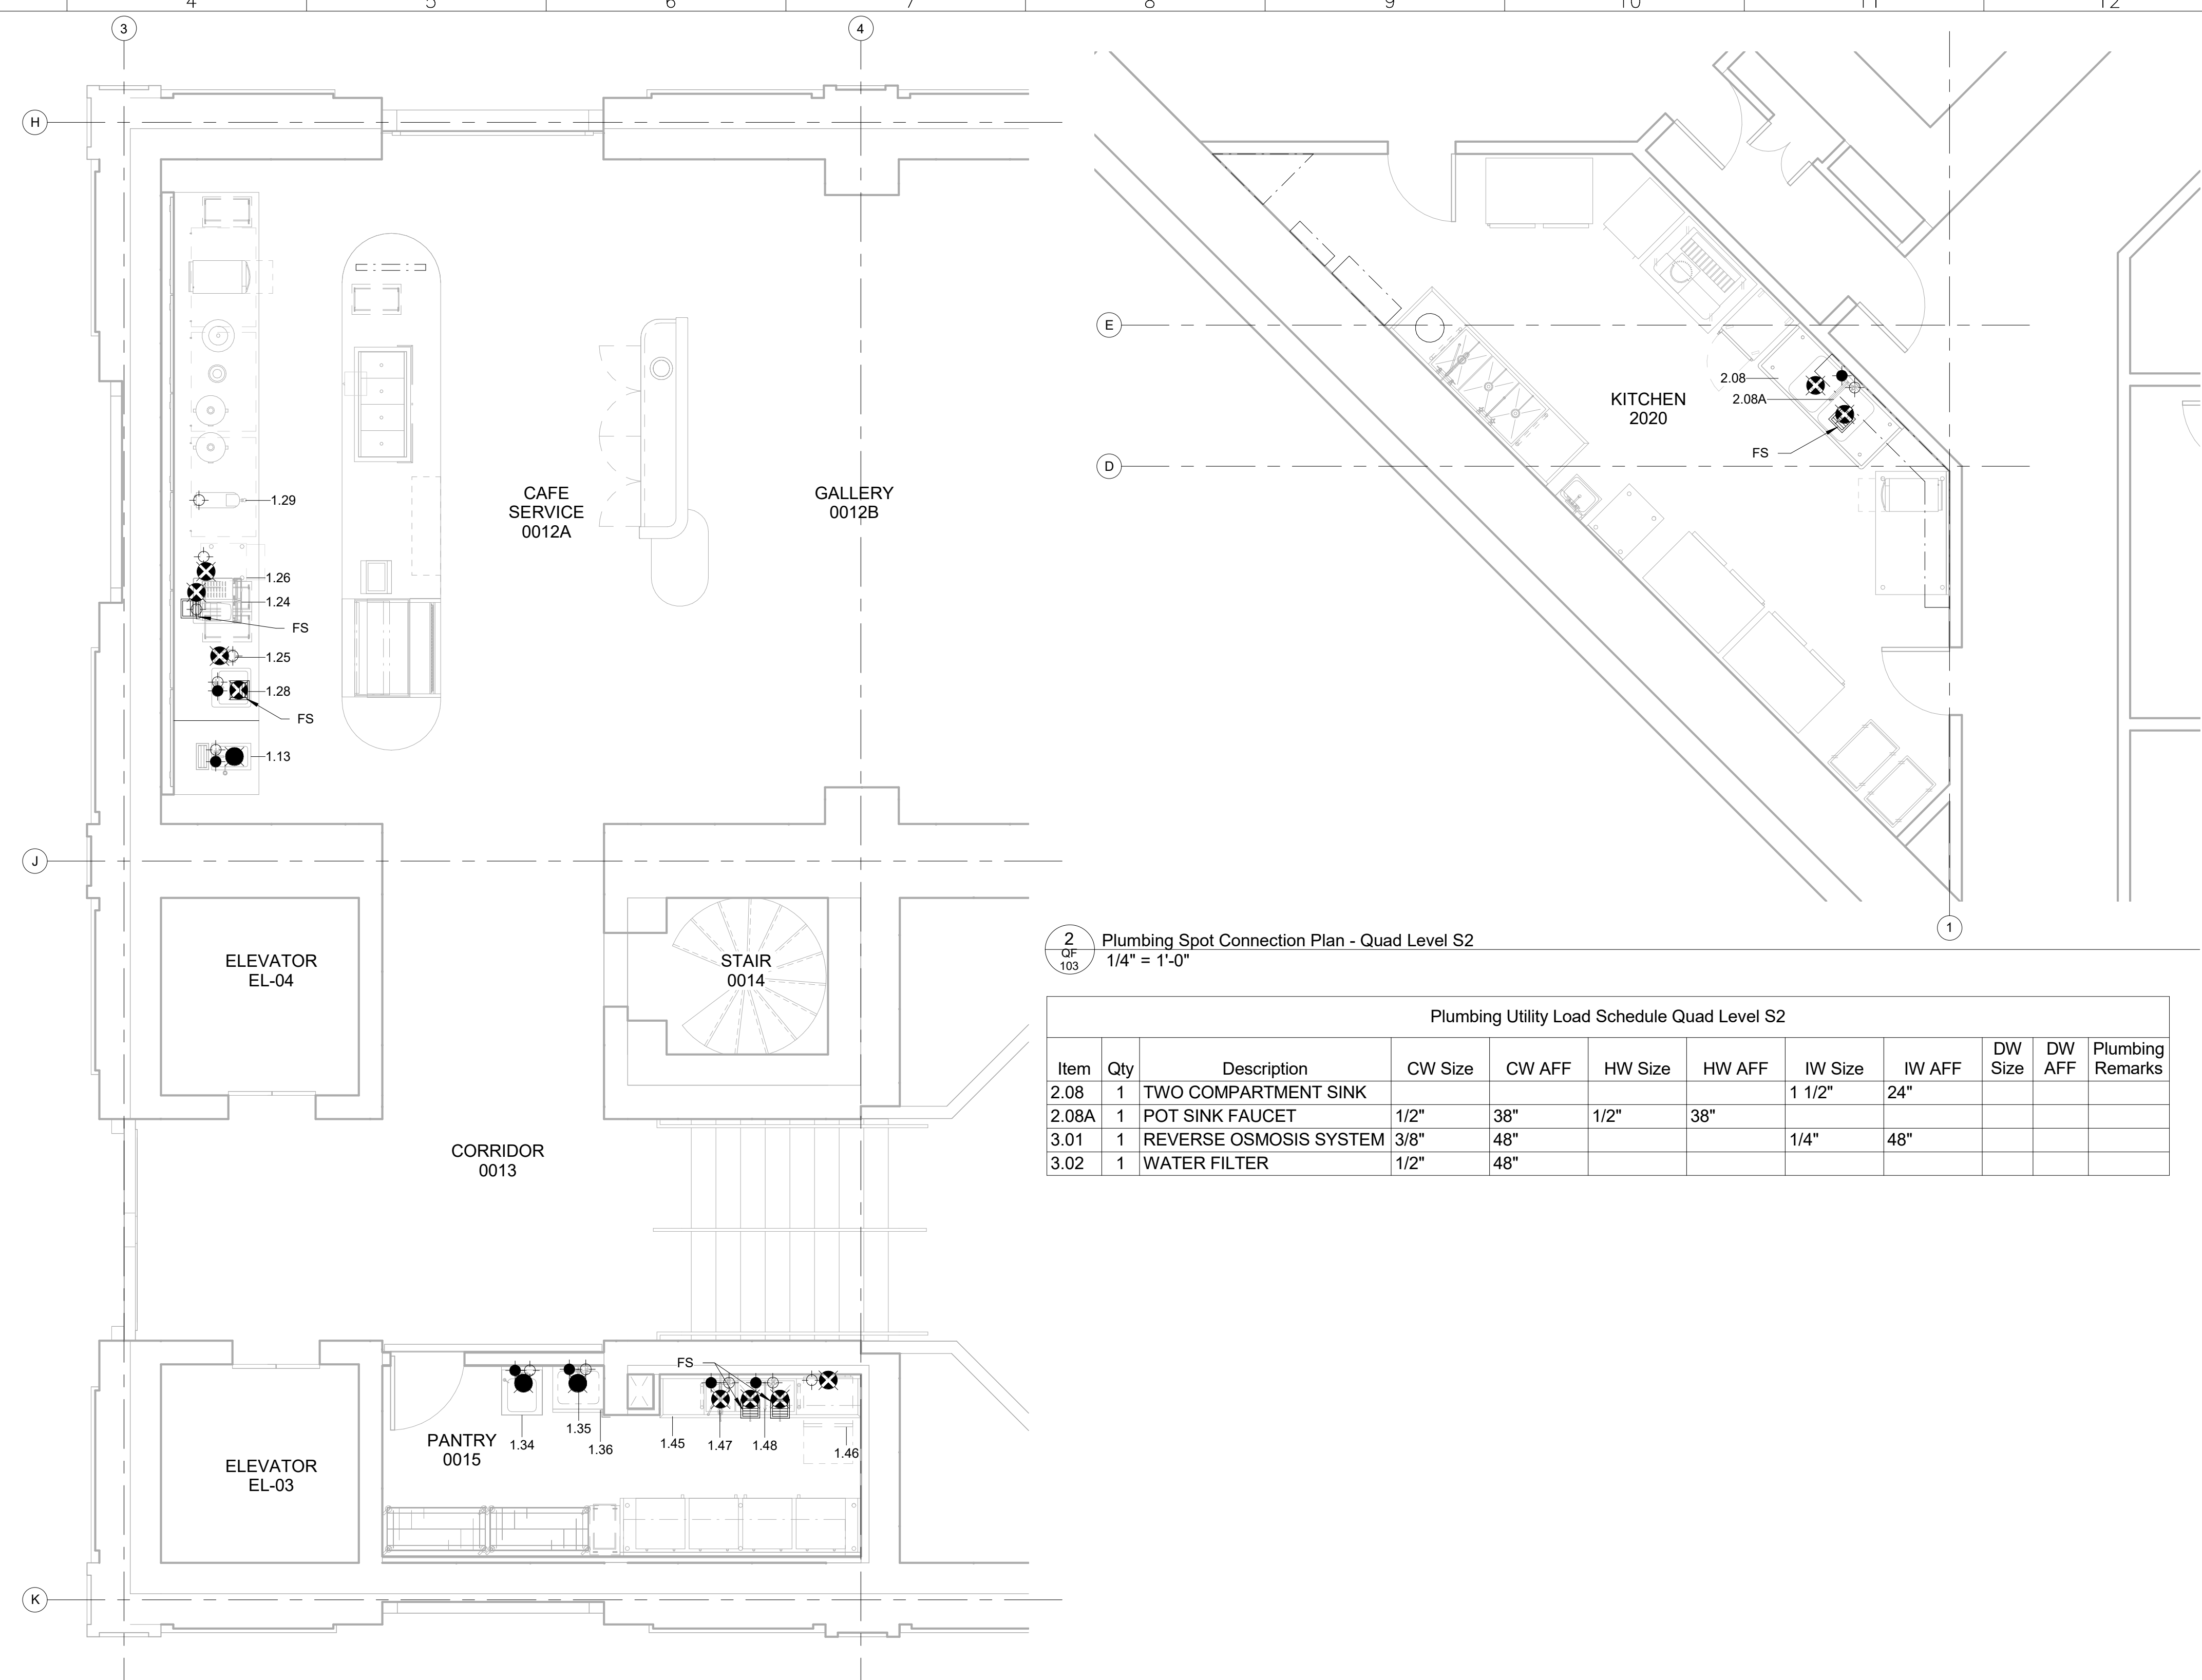 4 5 6 7 8 9 10 11 12
3
4
H
J
K
CAFE
SERVICE
0012A
GALLERY
0012B
1.29
1.26
1.24
FS
1.25
1.28
FS
1.13
ELEVATOR
EL-04
STAIR
0014
CORRIDOR
0013
FS
1.34
1.35
1.36
1.45
1.47
1.48
1.46
PANTRY
0015
ELEVATOR
EL-03
E
D
1
KITCHEN
2020
2.08
2.08A
FS
2
QF
103
Plumbing Spot Connection Plan - Quad Level S2
1/4" = 1'-0"
Plumbing Utility Load Schedule Quad Level S2
Item Qty Description CW Size CW AFF HW Size HW AFF IW Size IW AFF DW Size DW AFF Plumbing Remarks
2.08 1 TWO COMPARTMENT SINK 1 1/2" 24"
2.08A 1 POT SINK FAUCET 1/2" 38" 1/2" 38"
3.01 1 REVERSE OSMOSIS SYSTEM 3/8" 48" 1/4" 48"
3.02 1 WATER FILTER 1/2" 48"